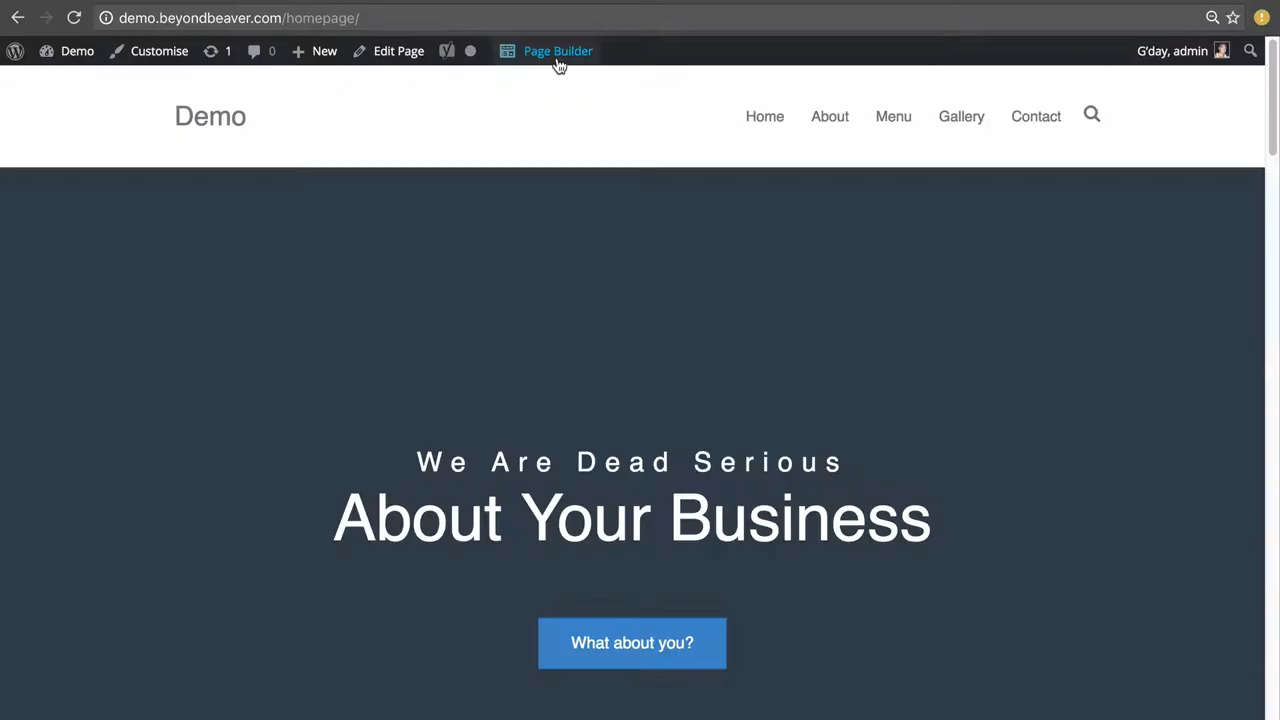 demo.beyondbeaver.com/homepage/
Demo Customise 1 0 New Edit Page Page Builder G'day, admin
Demo Home About Menu Gallery Contact
We Are Dead Serious
About Your Business
What about you?